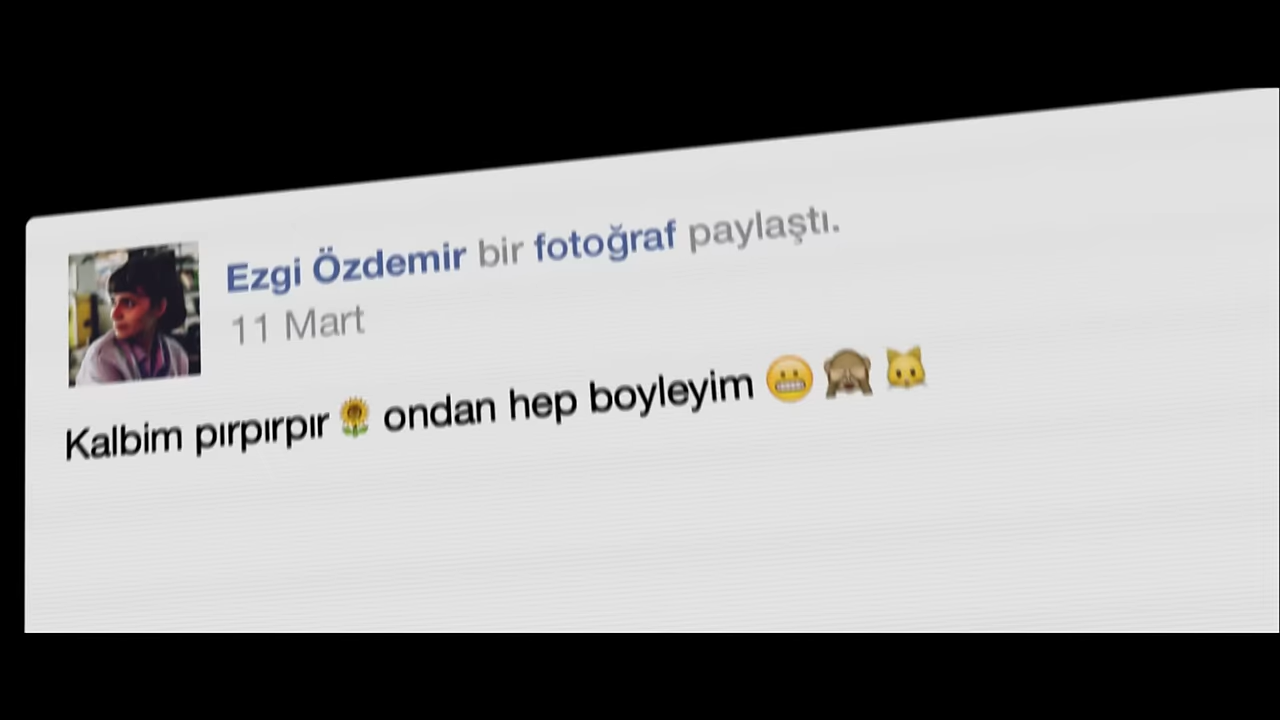 Ezgi Özdemir bir fotoğraf paylaştı.
11 Mart
Kalbim pırpırpır 🌻 ondan hep boyleyim 😬 🙈 🐱